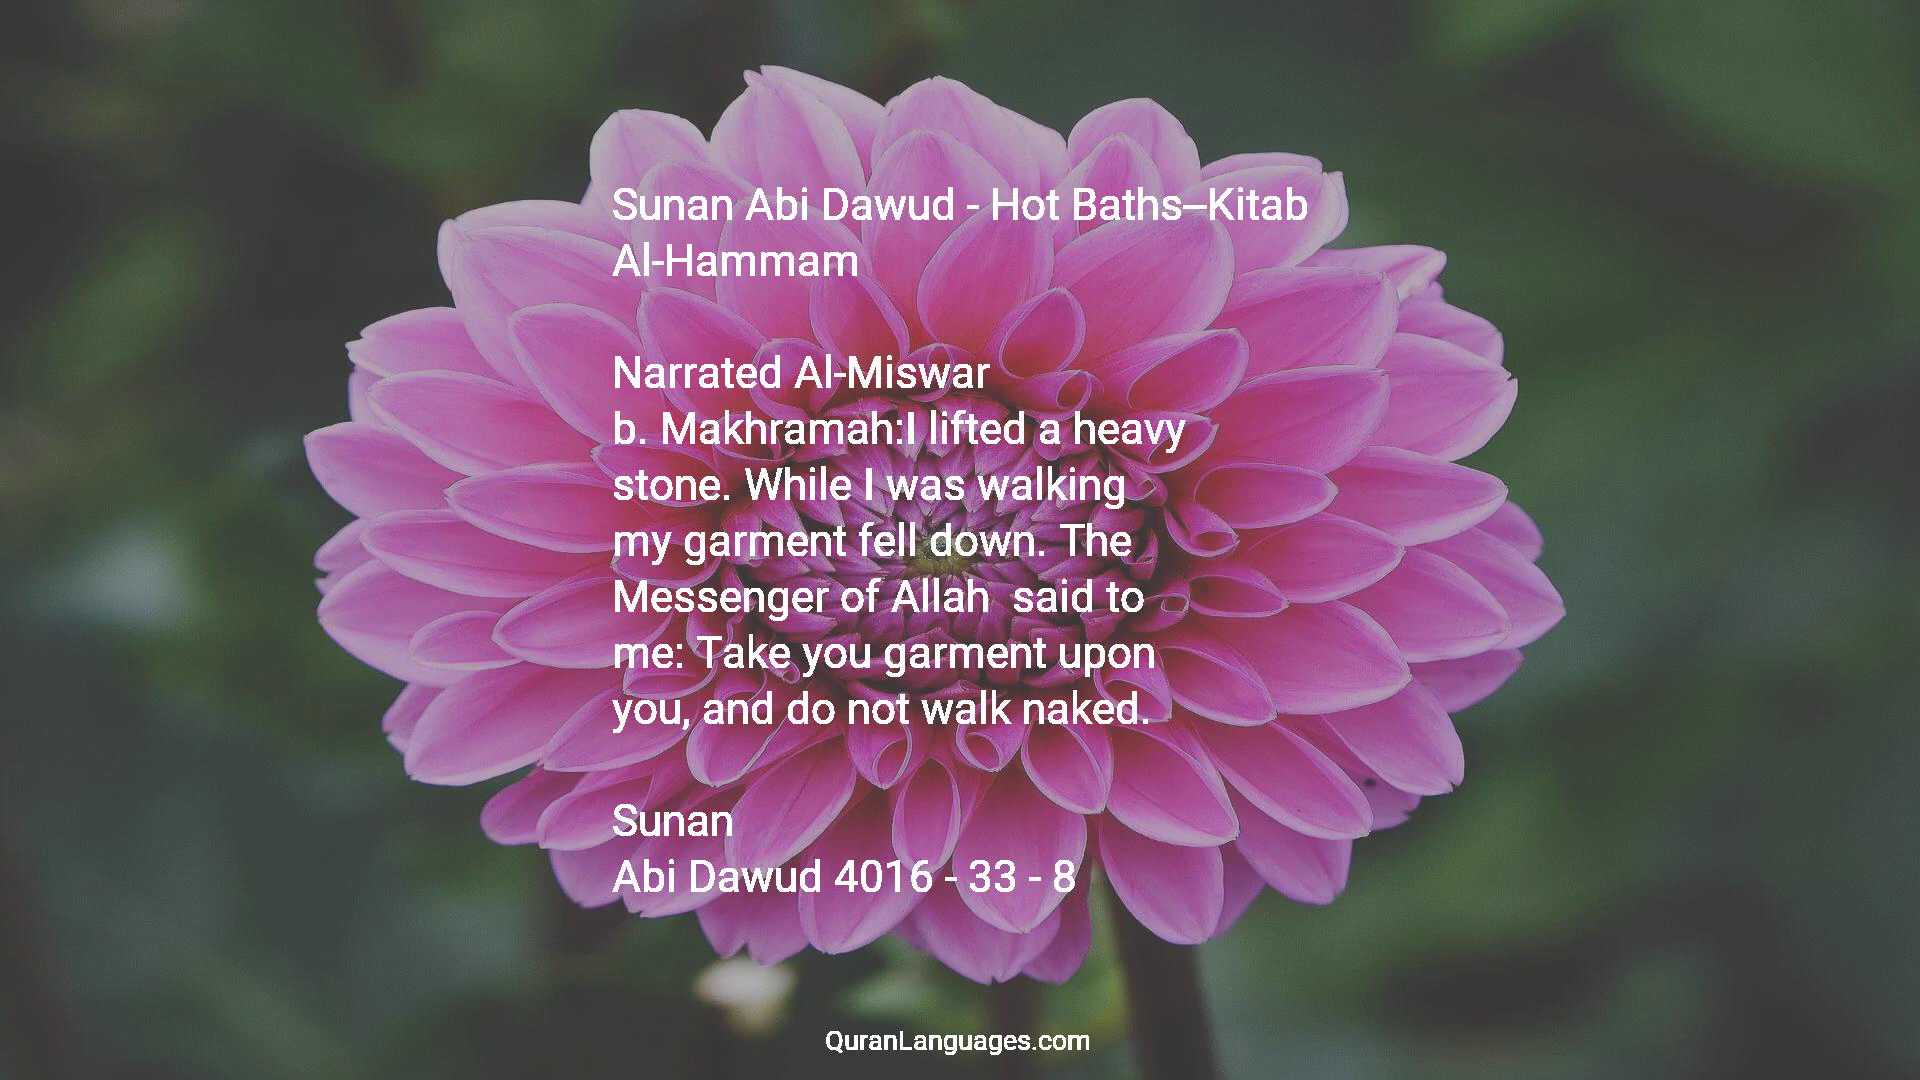 Sunan Abi Dawud - Hot Baths--Kitab
Al-Hammam
Narrated Al-Miswar
b. Makhramah:I lifted a heavy
stone. While I was walking
my garment fell down. The
Messenger of Allah  said to
me: Take you garment upon
you, and do not walk naked.
Sunan
Abi Dawud 4016 - 33 - 8
QuranLanguages.com